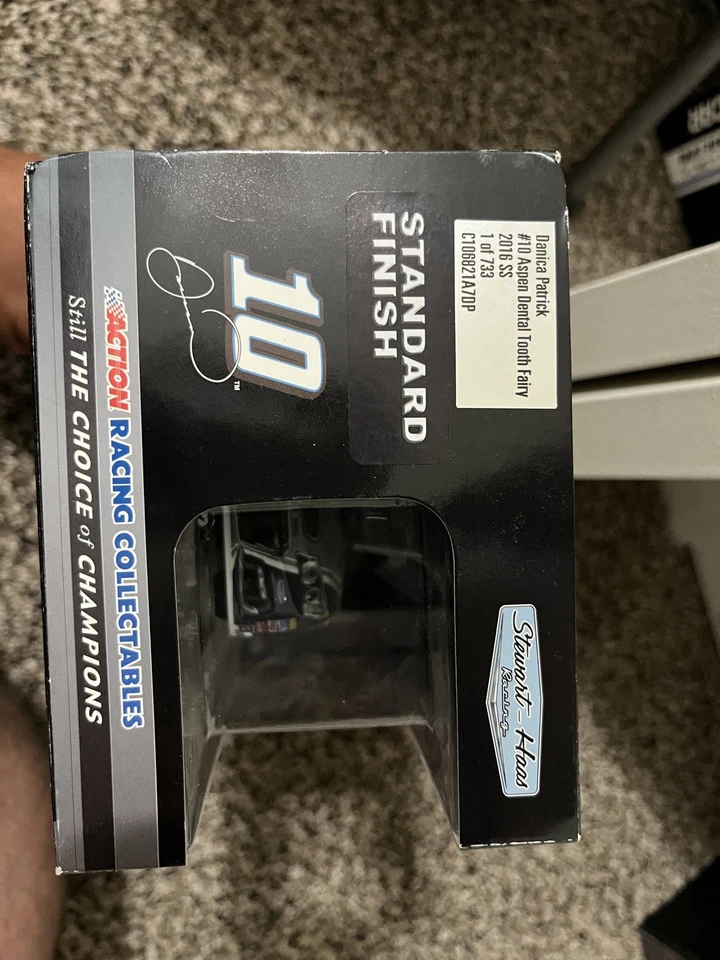 Danica Patrick
#10 Aspen Dental Tooth Fairy
2016 SS
1 of 733
C106821A7DP
STANDARD
FINISH
10
TM
Stewart-Haas
Racing
ACTION RACING COLLECTABLES
Still THE CHOICE of CHAMPIONS